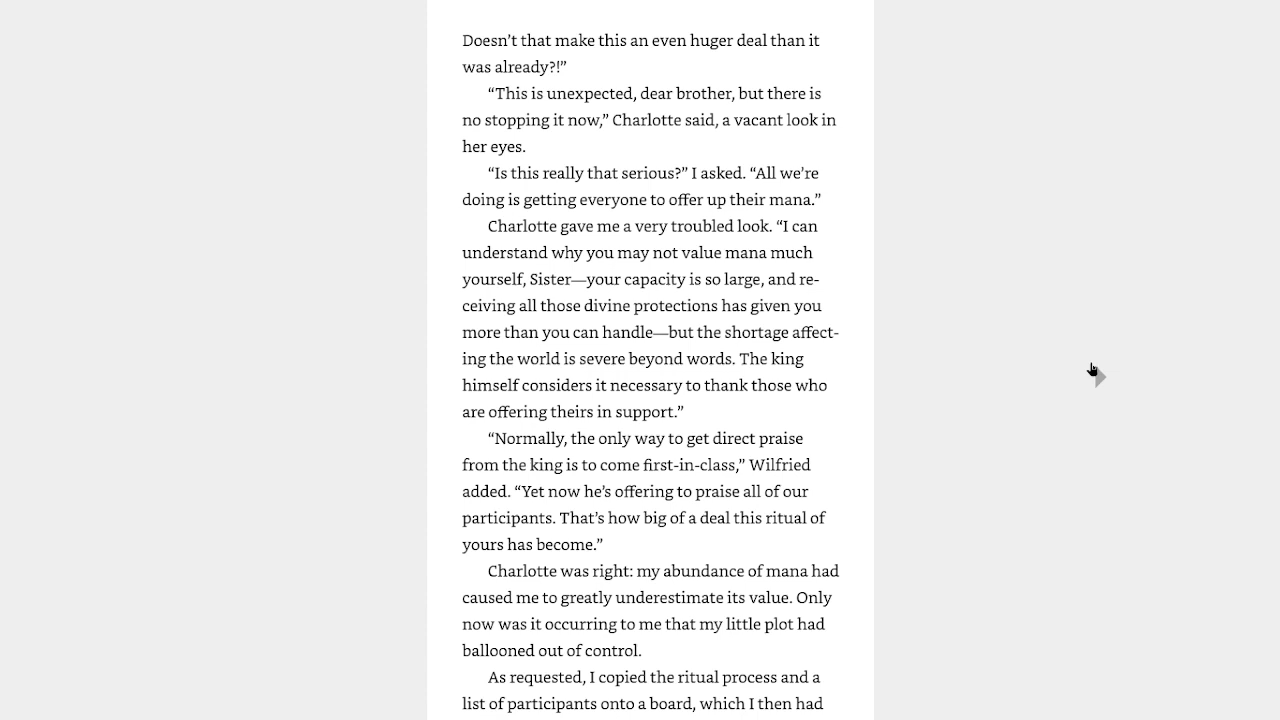 Doesn’t that make this an even huger deal than it
was already?!”
“This is unexpected, dear brother, but there is
no stopping it now,” Charlotte said, a vacant look in
her eyes.
“Is this really that serious?” I asked. “All we’re
doing is getting everyone to offer up their mana.”
Charlotte gave me a very troubled look. “I can
understand why you may not value mana much
yourself, Sister—your capacity is so large, and re-
ceiving all those divine protections has given you
more than you can handle—but the shortage affect-
ing the world is severe beyond words. The king
himself considers it necessary to thank those who
are offering theirs in support.”
“Normally, the only way to get direct praise
from the king is to come first-in-class,” Wilfried
added. “Yet now he’s offering to praise all of our
participants. That’s how big of a deal this ritual of
yours has become.”
Charlotte was right: my abundance of mana had
caused me to greatly underestimate its value. Only
now was it occurring to me that my little plot had
ballooned out of control.
As requested, I copied the ritual process and a
list of participants onto a board, which I then had